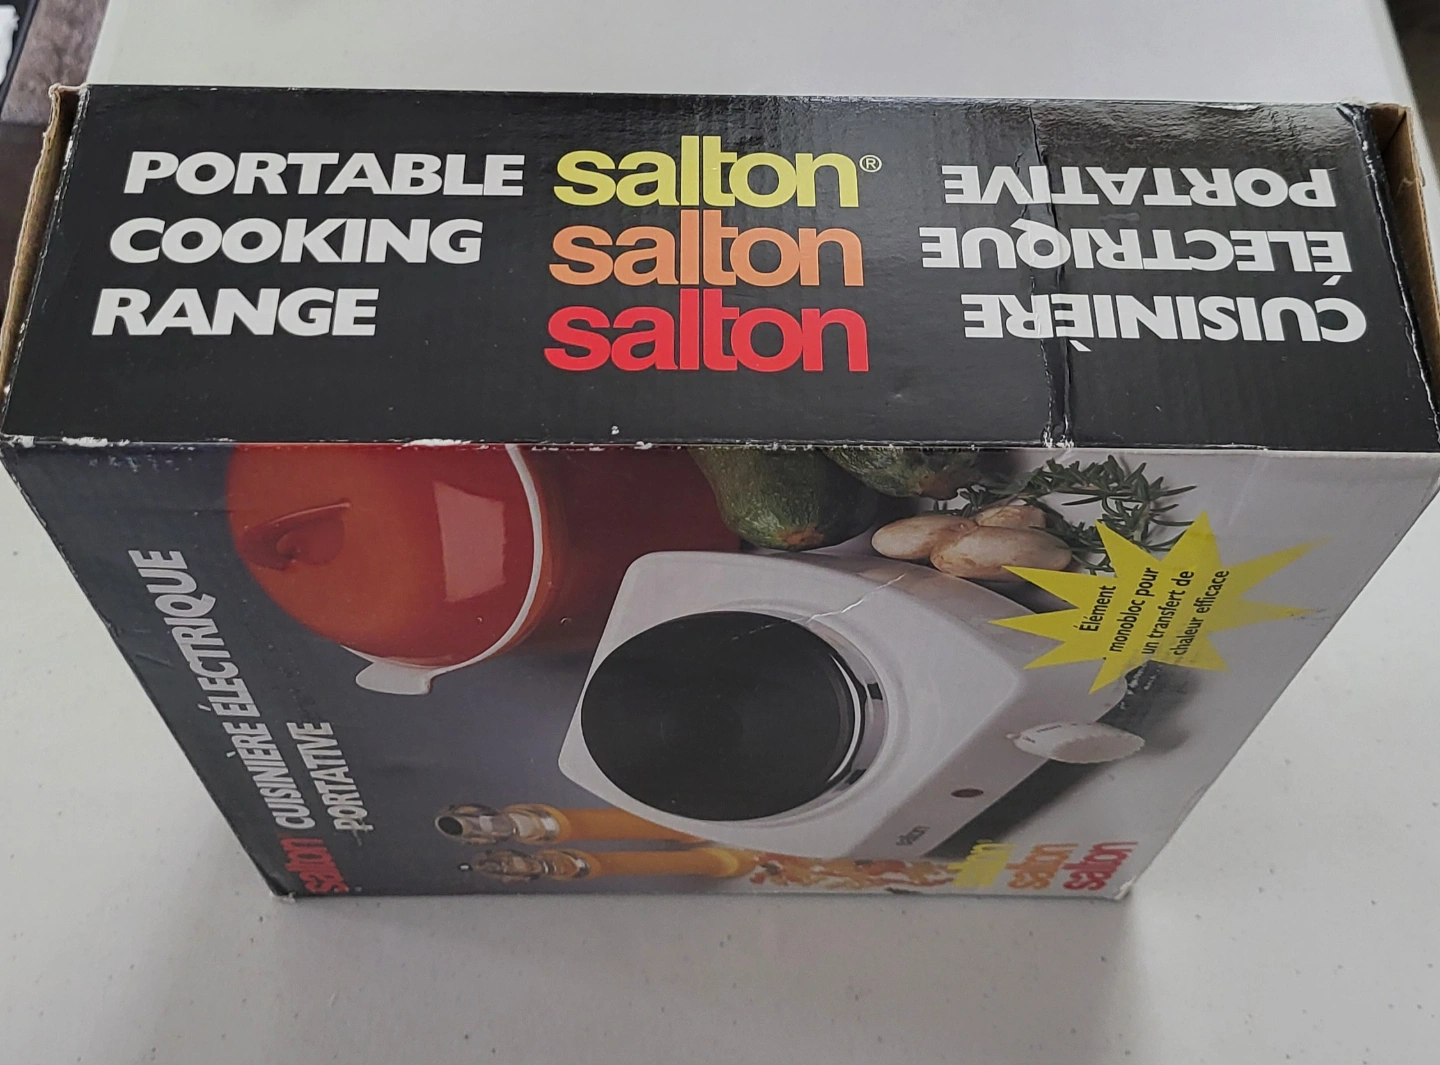 PORTABLE
COOKING
RANGE
salton®
salton
salton
CUISINIÈRE
ÉLECTRIQUE
PORTATIVE
salton CUISINIÈRE ÉLECTRIQUE
PORTATIVE
Élément
monobloc pour
un transfert de
chaleur efficace
salton
salton
salton
salton